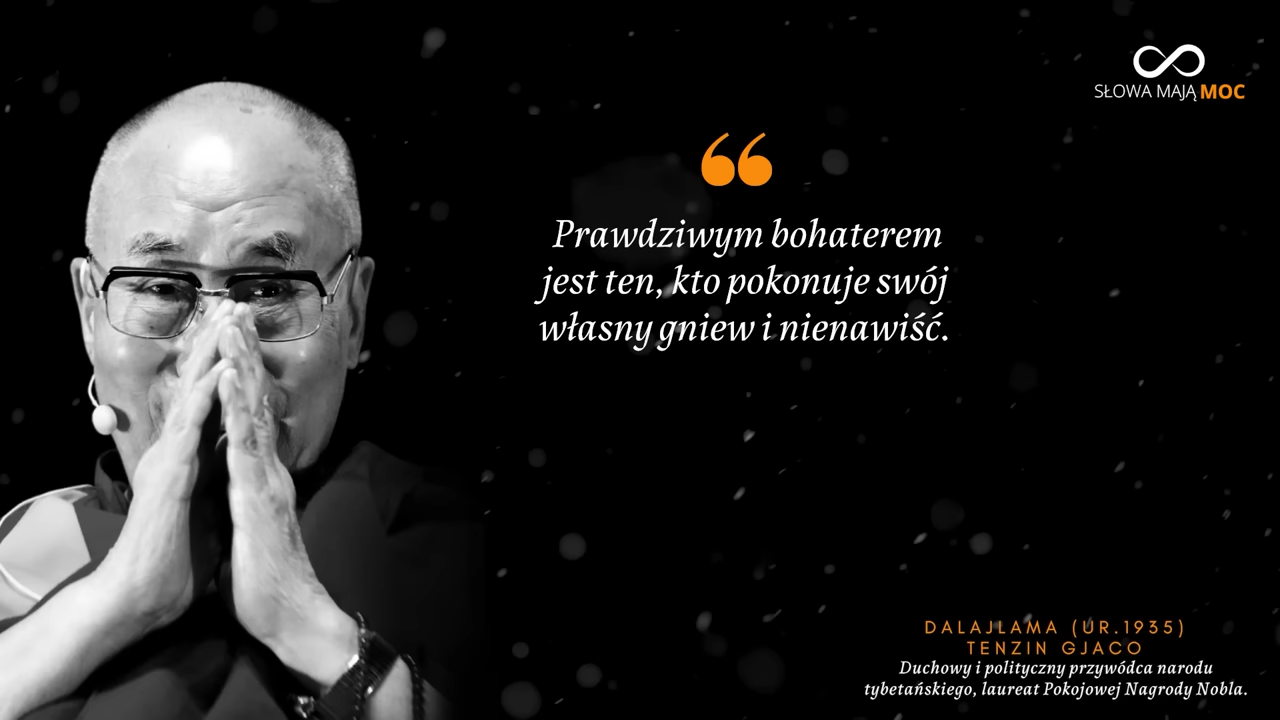 SŁOWA MAJĄ MOC
Prawdziwym bohaterem
jest ten, kto pokonuje swój
własny gniew i nienawiść.
DALAJLAMA (UR.1935)
TENZIN GJACO
Duchowy i polityczny przywódca narodu
tybetańskiego, laureat Pokojowej Nagrody Nobla.